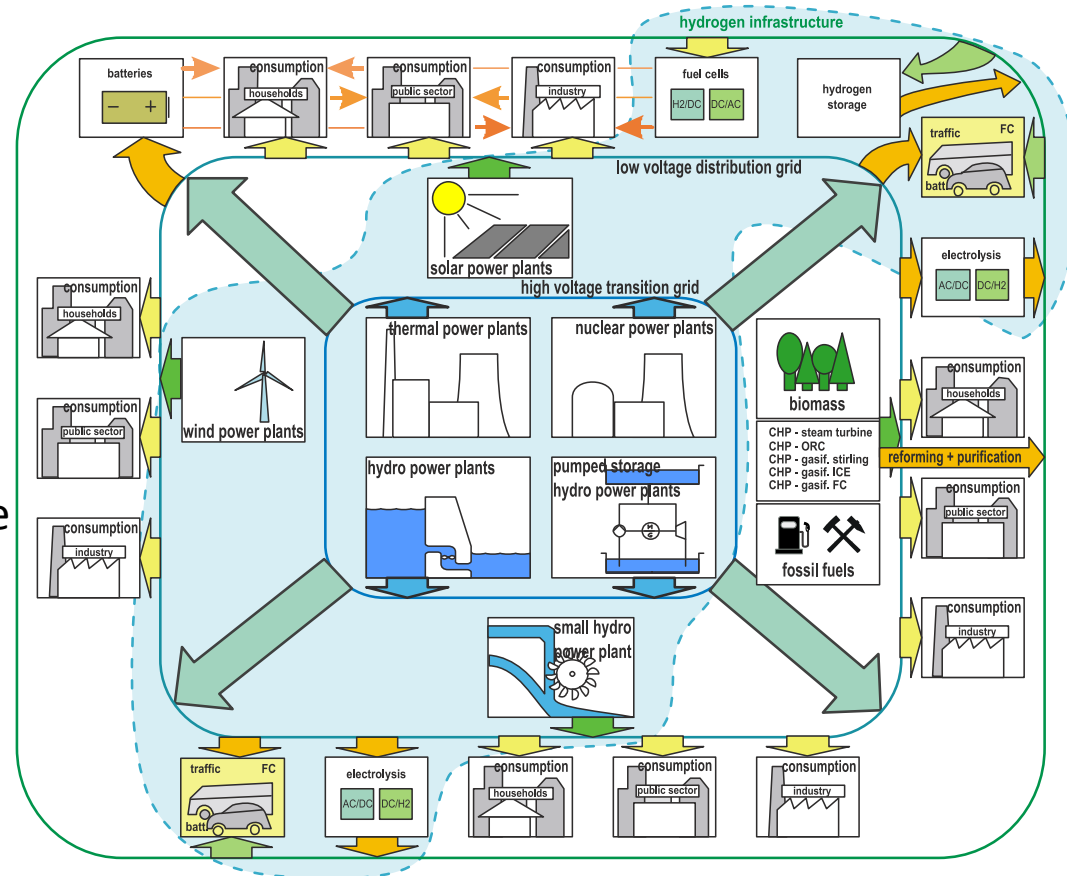 hydrogen infrastructure
batteries
− +
consumption
households
consumption
public sector
consumption
industry
fuel cells
H2/DC
DC/AC
hydrogen
storage
traffic FC
batt.
low voltage distribution grid
solar power plants
electrolysis
AC/DC
DC/H2
high voltage transition grid
consumption
households
thermal power plants
nuclear power plants
wind power plants
biomass
consumption
households
consumption
public sector
CHP - steam turbine
CHP - ORC
CHP - gasif. stirling
CHP - gasif. ICE
CHP - gasif. FC
reforming + purification
hydro power plants
pumped storage
hydro power plants
M
G
consumption
public sector
e
consumption
industry
fossil fuels
small hydro
power plant
consumption
industry
traffic FC
batt.
electrolysis
AC/DC
DC/H2
consumption
households
consumption
public sector
consumption
industry